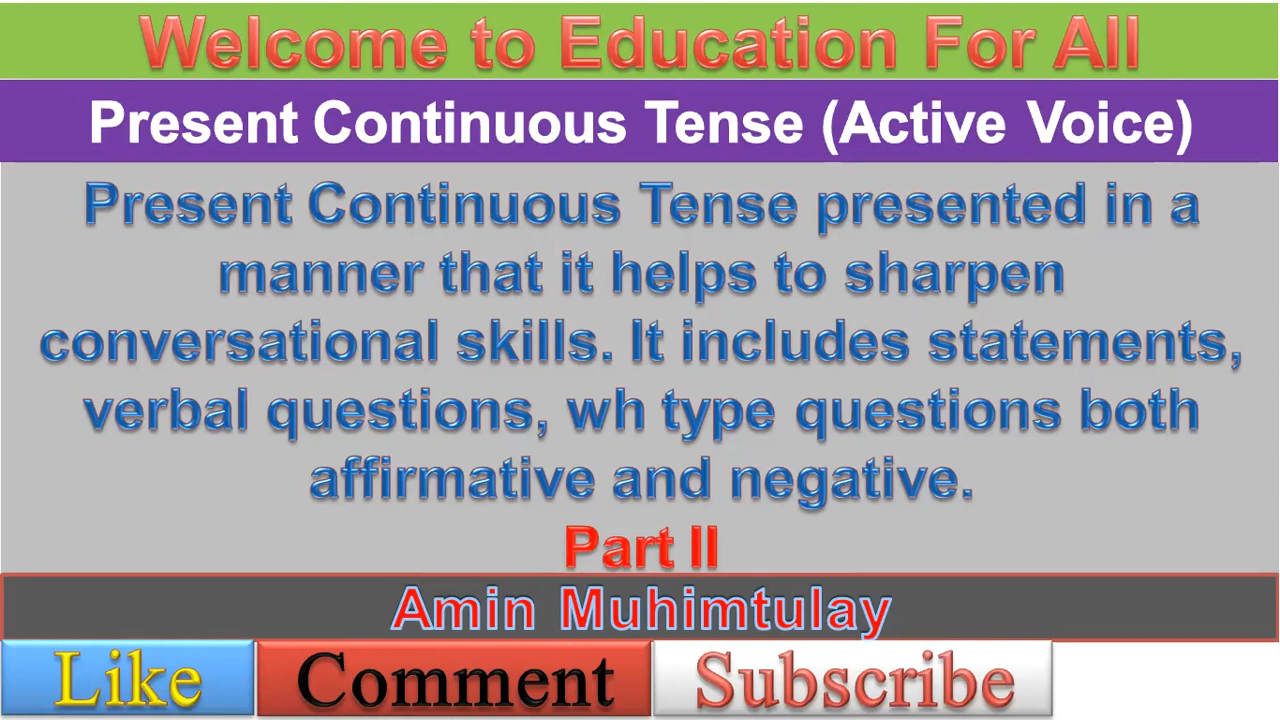 Welcome to Education For All
Present Continuous Tense (Active Voice)
Present Continuous Tense presented in a
manner that it helps to sharpen
conversational skills. It includes statements,
verbal questions, wh type questions both
affirmative and negative.
Part II
Amin Muhimtulay
Like Comment Subscribe